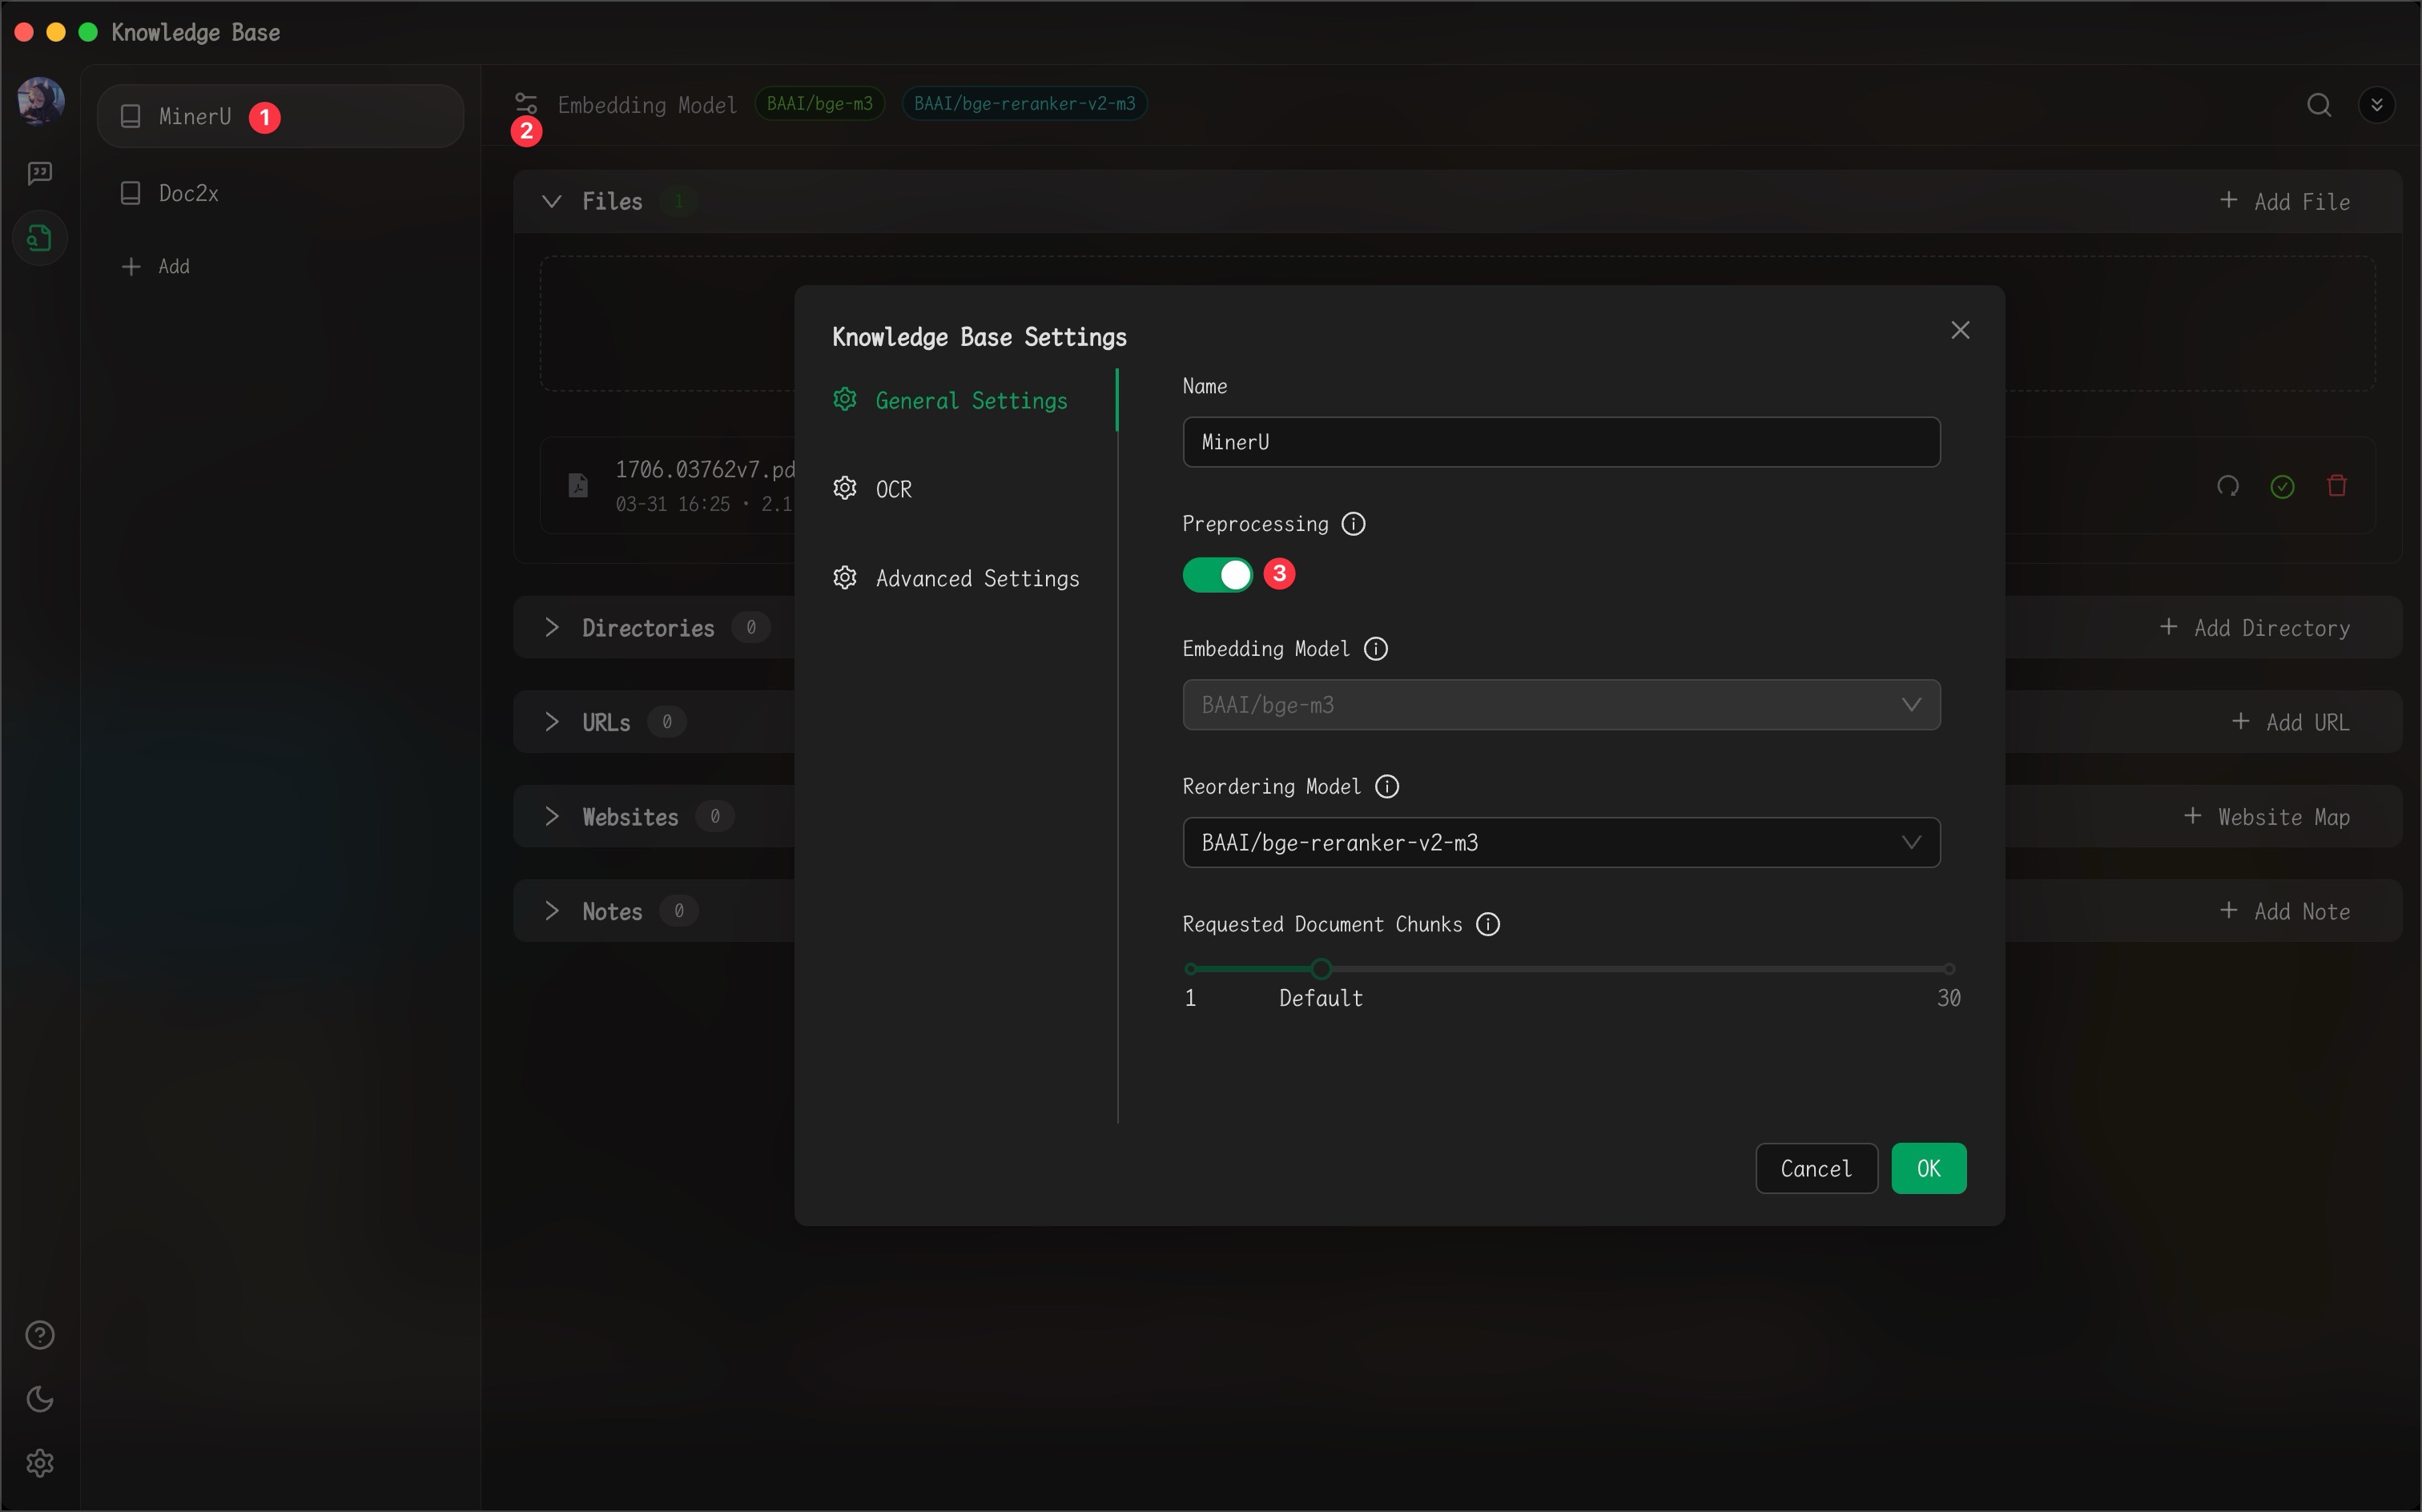 Knowledge Base
MinerU 1
Doc2x
Add
2
Embedding Model BAAI/bge-m3 BAAI/bge-reranker-v2-m3
Files 1
Add File
1706.03762v7.pd
03-31 16:25 • 2.1
Directories 0
Add Directory
URLs 0
Add URL
Websites 0
Website Map
Notes 0
Add Note
Knowledge Base Settings
General Settings
OCR
Advanced Settings
Name
MinerU
Preprocessing
3
Embedding Model
BAAI/bge-m3
Reordering Model
BAAI/bge-reranker-v2-m3
Requested Document Chunks
1 Default 30
Cancel OK